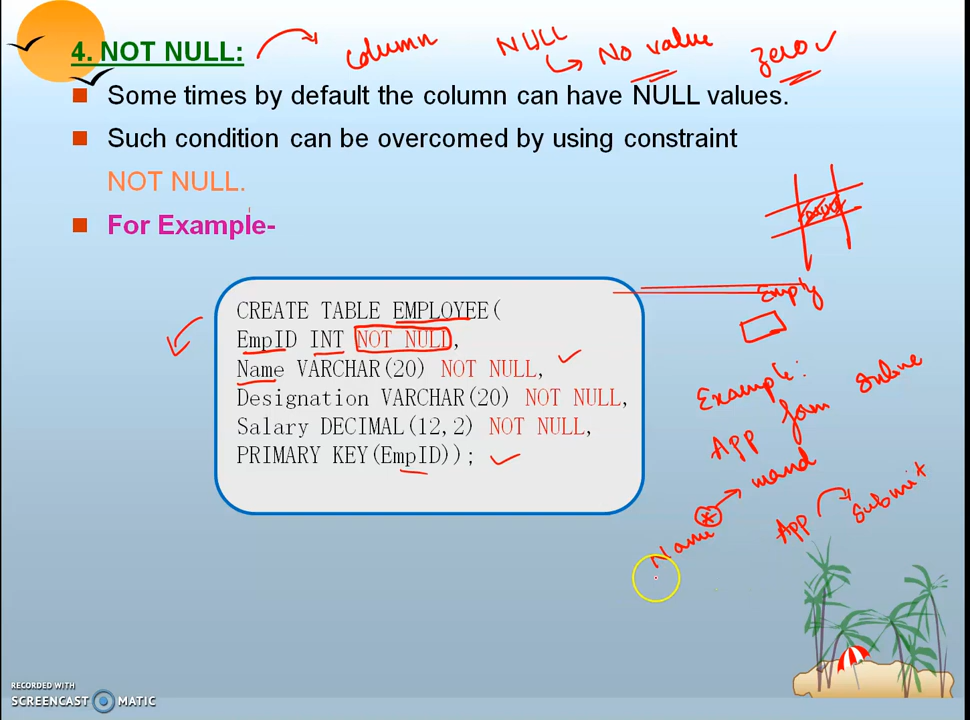 4. NOT NULL: column NULL No value zero
Some times by default the column can have NULL values.
Such condition can be overcomed by using constraint
NOT NULL.
For Example-
Empty
CREATE TABLE EMPLOYEE(
EmpID INT NOT NULL,
Name VARCHAR(20) NOT NULL,
Designation VARCHAR(20) NOT NULL,
Salary DECIMAL(12,2) NOT NULL,
PRIMARY KEY(EmpID));
Example:
App form online
Name * mand
App Submit
RECORDED WITH
SCREENCAST MATIC